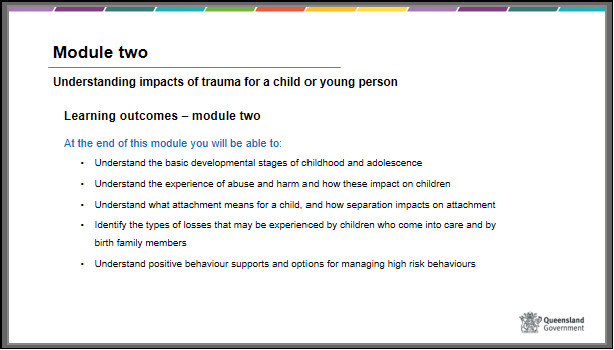 Module two
Understanding impacts of trauma for a child or young person
Learning outcomes – module two
At the end of this module you will be able to:
• Understand the basic developmental stages of childhood and adolescence
• Understand the experience of abuse and harm and how these impact on children
• Understand what attachment means for a child, and how separation impacts on attachment
• Identify the types of losses that may be experienced by children who come into care and by
birth family members
• Understand positive behaviour supports and options for managing high risk behaviours
Queensland
Government